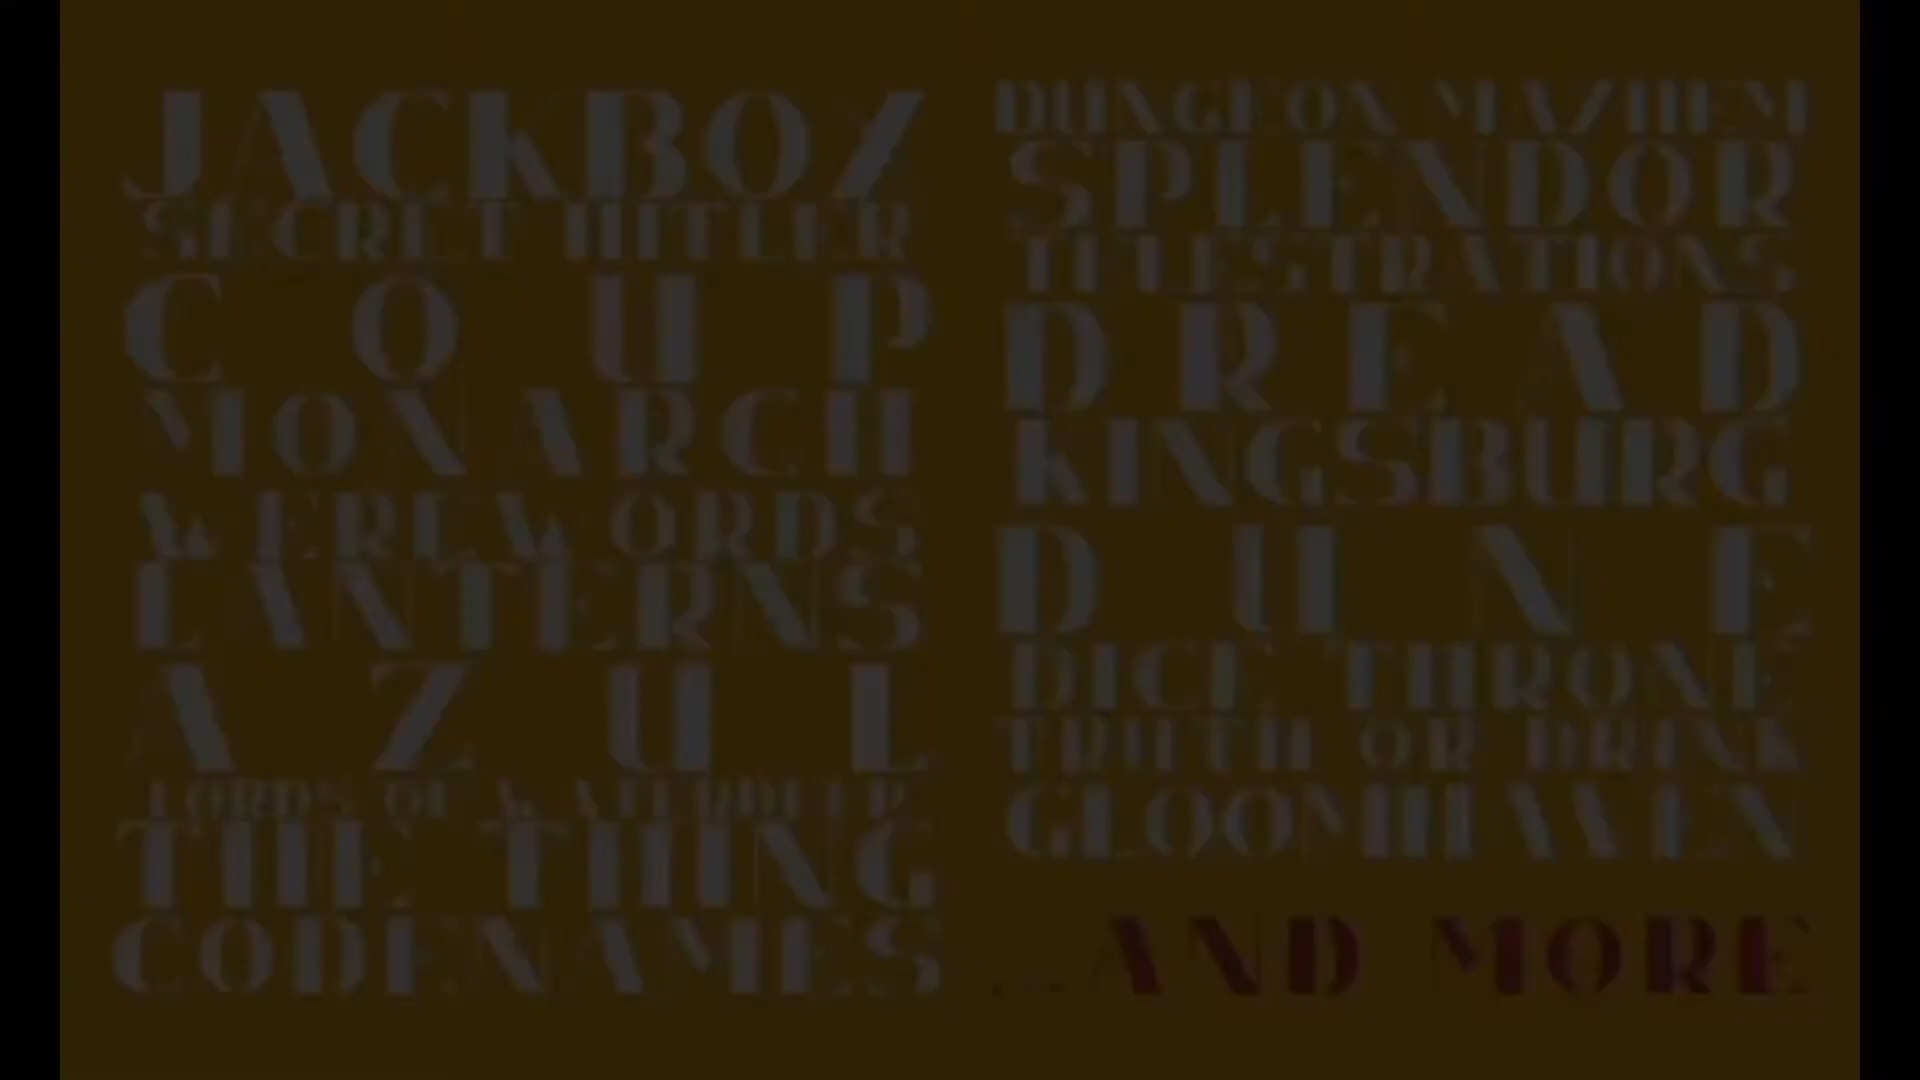 JACKBOX
SECRET HITLER
COUP
MONARCH
WEREWORDS
LANTERNS
AZUL
LORDS OF WATERDEEP
THE THING
CODENAMES
DUNGEON MAYHEM
SPLENDOR
TELESTRATIONS
DREAD
KINGSBURG
DUNE
DICE THRONE
TRUTH OR DRINK
GLOOMHAVEN
...AND MORE